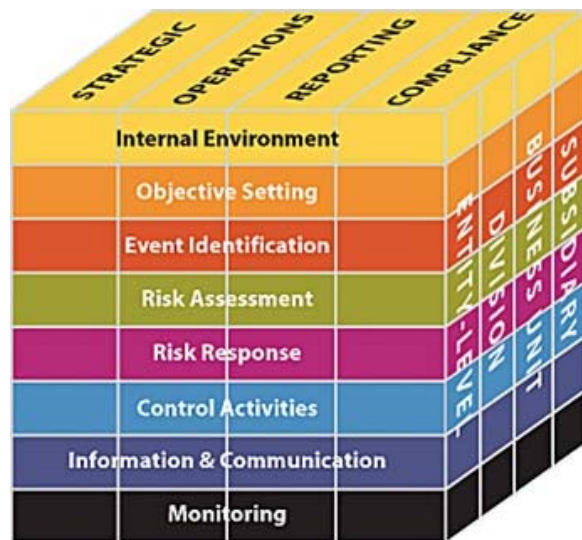 STRATEGIC
OPERATIONS
REPORTING
COMPLIANCE
Internal Environment
Objective Setting
Event Identification
Risk Assessment
Risk Response
Control Activities
Information & Communication
Monitoring
ENTITY-LEVEL
DIVISION
BUSINESS UNIT
SUBSIDIARY